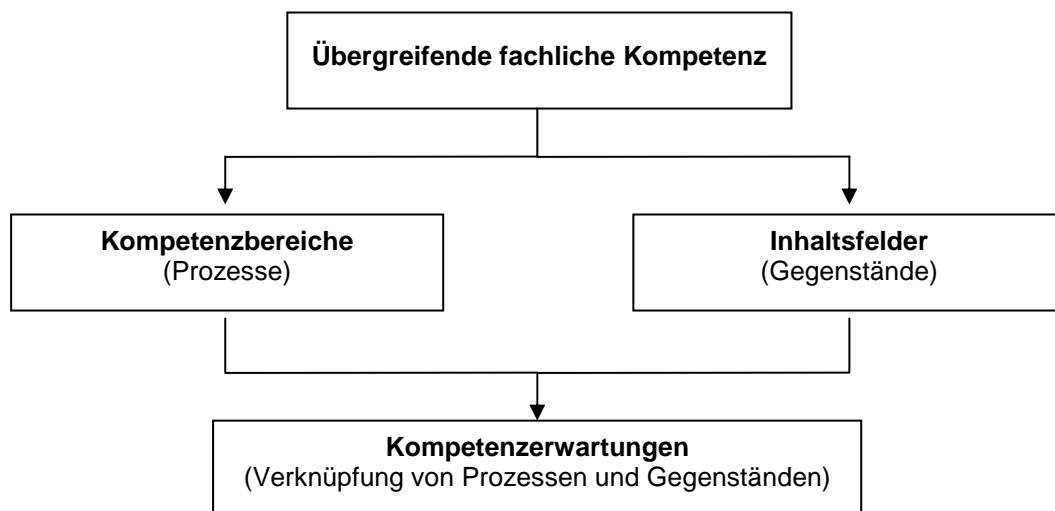 Übergreifende fachliche Kompetenz
Kompetenzbereiche
(Prozesse)
Inhaltsfelder
(Gegenstände)
Kompetenzerwartungen
(Verknüpfung von Prozessen und Gegenständen)